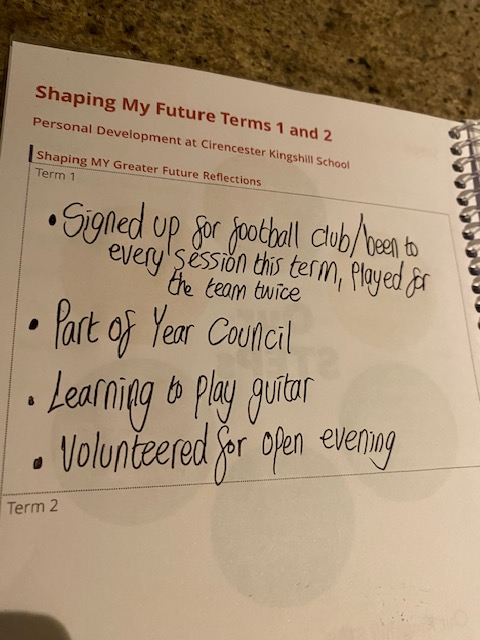 Shaping My Future Terms 1 and 2
Personal Development at Cirencester Kingshill School
Shaping MY Greater Future Reflections
Term 1
• Signed up for football club/been to
every session this term, Played for
the team twice
• Part of Year Council
• Learning to play guitar
• Volunteered for open evening
Term 2